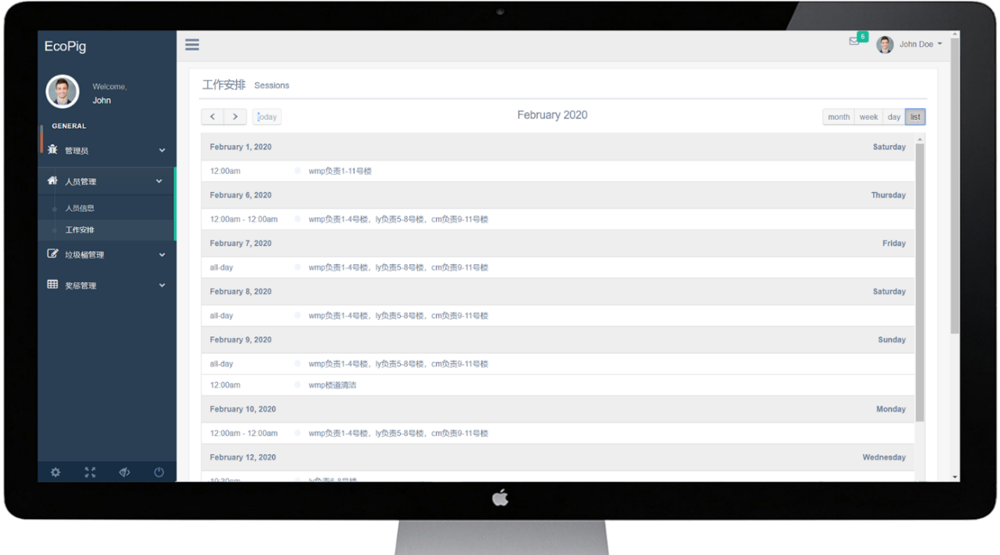 EcoPig
6
John Doe
Welcome,
John
GENERAL
管理员
人员管理
人员信息
工作安排
垃圾桶管理
奖惩管理
工作安排 Sessions
today
February 2020
month week day list
February 1, 2020 Saturday
12:00am wmp负责1-11号楼
February 6, 2020 Thursday
12:00am - 12:00am wmp负责1-4号楼，ly负责5-8号楼，cm负责9-11号楼
February 7, 2020 Friday
all-day wmp负责1-4号楼，ly负责5-8号楼，cm负责9-11号楼
February 8, 2020 Saturday
all-day wmp负责1-4号楼，ly负责5-8号楼，cm负责9-11号楼
February 9, 2020 Sunday
all-day wmp负责1-4号楼，ly负责5-8号楼，cm负责9-11号楼
12:00am wmp楼道清洁
February 10, 2020 Monday
12:00am - 12:00am wmp负责1-4号楼，ly负责5-8号楼，cm负责9-11号楼
February 12, 2020 Wednesday
10:30am